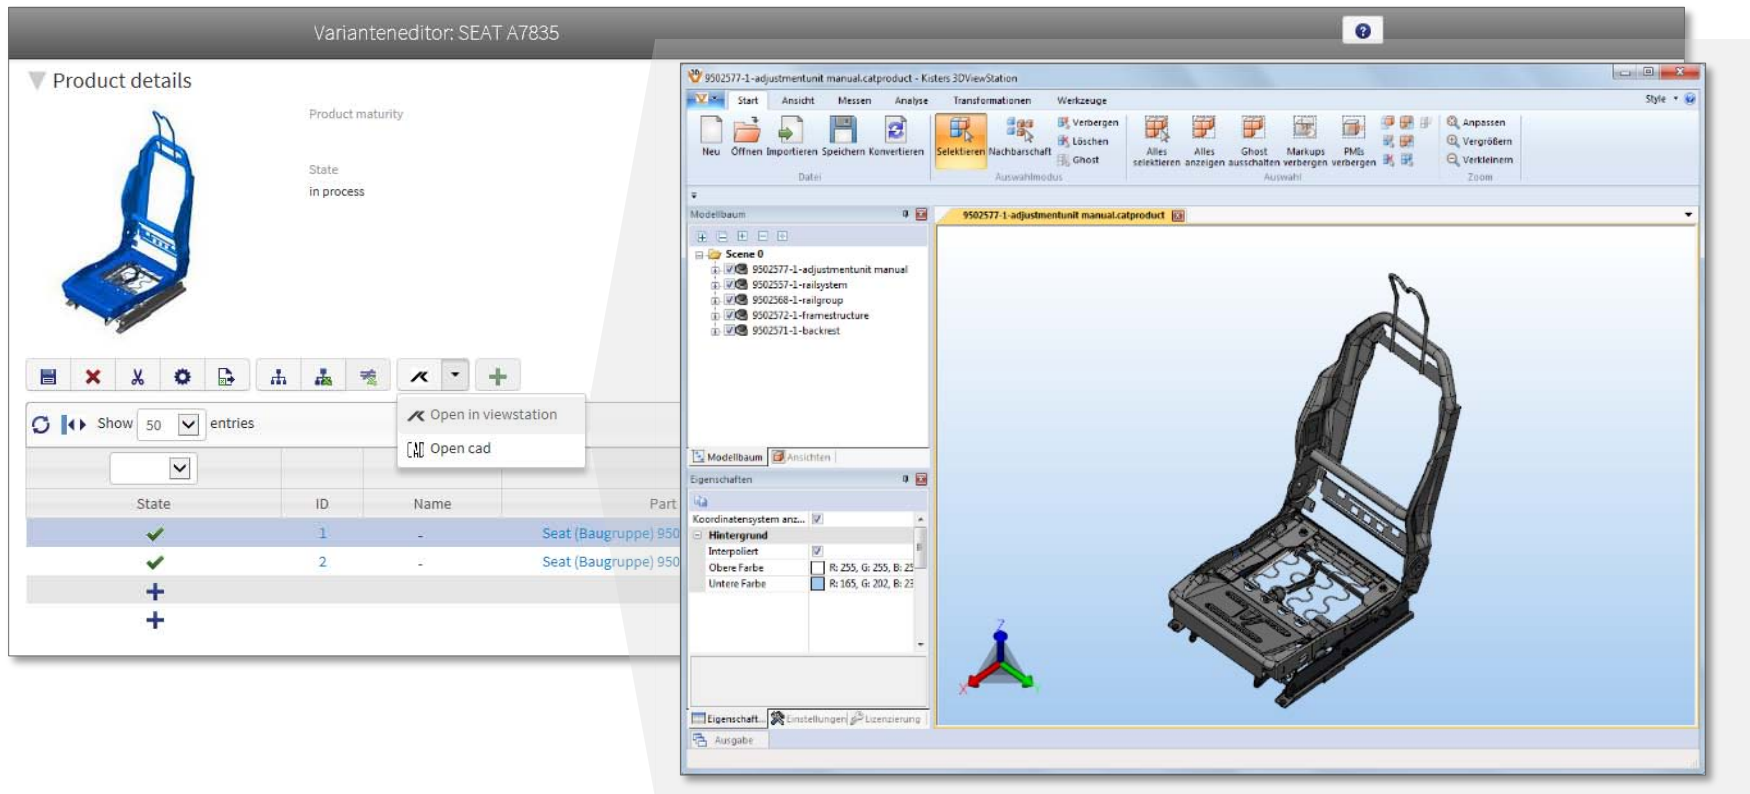 Varianteneditor: SEAT A7835
?
Product details
Product maturity
State
in process
Open in viewstation
CAD Open cad
Show 50 entries
State ID Name Part
1 - Seat (Baugruppe) 950
2 - Seat (Baugruppe) 950
9502577-1-adjustmentunit manual.catproduct - Kisters 3DViewStation
Start Ansicht Messen Analyse Transformationen Werkzeuge Style
Neu Öffnen Importieren Speichern Konvertieren
Datei
Selektieren Nachbarschaft
Verbergen
Löschen
Ghost
Auswahlmodus
Alles selektieren
Alles anzeigen
Ghost ausschalten
Markups verbergen
PMIs verbergen
Auswahl
Anpassen
Vergrößern
Verkleinern
Zoom
Modellbaum
9502577-1-adjustmentunit manual.catproduct
Scene 0
9502577-1-adjustmentunit manual
9502557-1-railsystem
9502568-1-railgroup
9502572-1-framestructure
9502571-1-backrest
Modellbaum Ansichten
Eigenschaften
Koordinatensystem anz...
Hintergrund
Interpoliert
Obere Farbe R: 255, G: 255, B: 25
Untere Farbe R: 165, G: 202, B: 23
Eigenschaft... Einstellungen Lizenzierung
Ausgabe
Z
X
Y